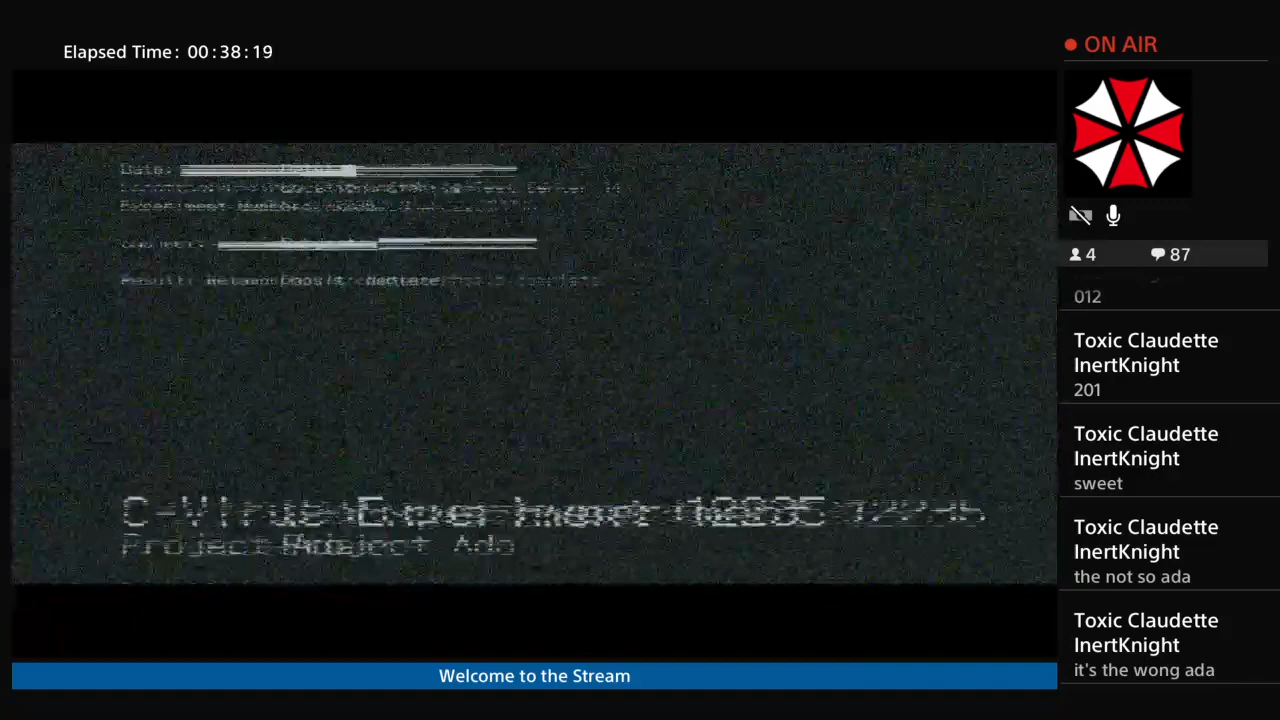 Elapsed Time: 00:38:19
ON AIR
4
87
Date:
012
Toxic Claudette
InertKnight
201
Toxic Claudette
InertKnight
sweet
Toxic Claudette
InertKnight
the not so ada
Toxic Claudette
InertKnight
it's the wong ada
Project Ada
Welcome to the Stream